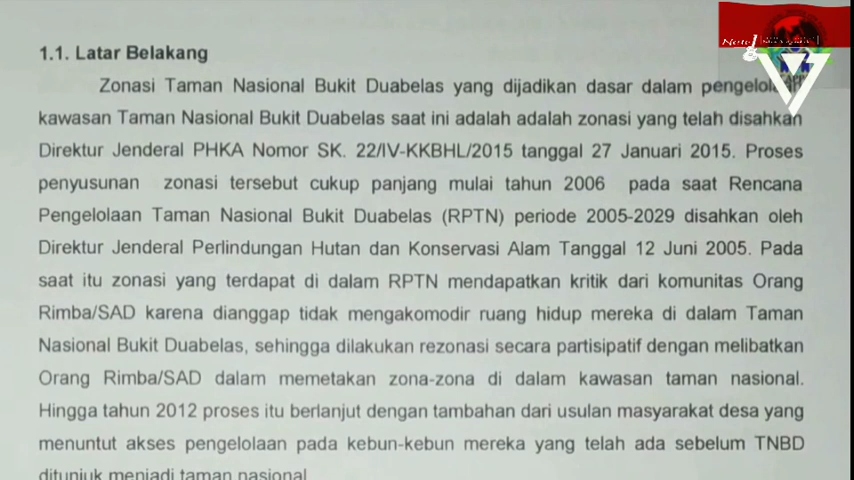 1.1. Latar Belakang
Zonasi Taman Nasional Bukit Duabelas yang dijadikan dasar dalam pengelolaan
kawasan Taman Nasional Bukit Duabelas saat ini adalah adalah zonasi yang telah disahkan
Direktur Jenderal PHKA Nomor SK. 22/IV-KKBHL/2015 tanggal 27 Januari 2015. Proses
penyusunan zonasi tersebut cukup panjang mulai tahun 2006 pada saat Rencana
Pengelolaan Taman Nasional Bukit Duabelas (RPTN) periode 2005-2029 disahkan oleh
Direktur Jenderal Perlindungan Hutan dan Konservasi Alam Tanggal 12 Juni 2005. Pada
saat itu zonasi yang terdapat di dalam RPTN mendapatkan kritik dari komunitas Orang
Rimba/SAD karena dianggap tidak mengakomodir ruang hidup mereka di dalam Taman
Nasional Bukit Duabelas, sehingga dilakukan rezonasi secara partisipatif dengan melibatkan
Orang Rimba/SAD dalam memetakan zona-zona di dalam kawasan taman nasional.
Hingga tahun 2012 proses itu berlanjut dengan tambahan dari usulan masyarakat desa yang
menuntut akses pengelolaan pada kebun-kebun mereka yang telah ada sebelum TNBD
ditunjuk menjadi taman nasional